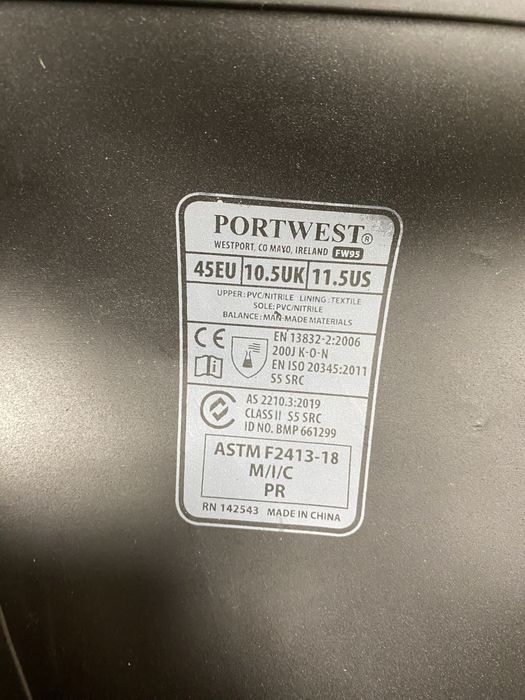 PORTWEST®
WESTPORT, CO MAYO, IRELAND FW95
45EU 10.5UK 11.5US
UPPER: PVC/NITRILE LINING: TEXTILE
SOLE: PVC/NITRILE
BALANCE: MAN-MADE MATERIALS
CE
EN 13832-2:2006
200J K-O-N
EN ISO 20345:2011
S5 SRC
i
AS 2210.3:2019
CLASS II S5 SRC
ID NO. BMP 661299
ASTM F2413-18
M/I/C
PR
RN 142543 MADE IN CHINA